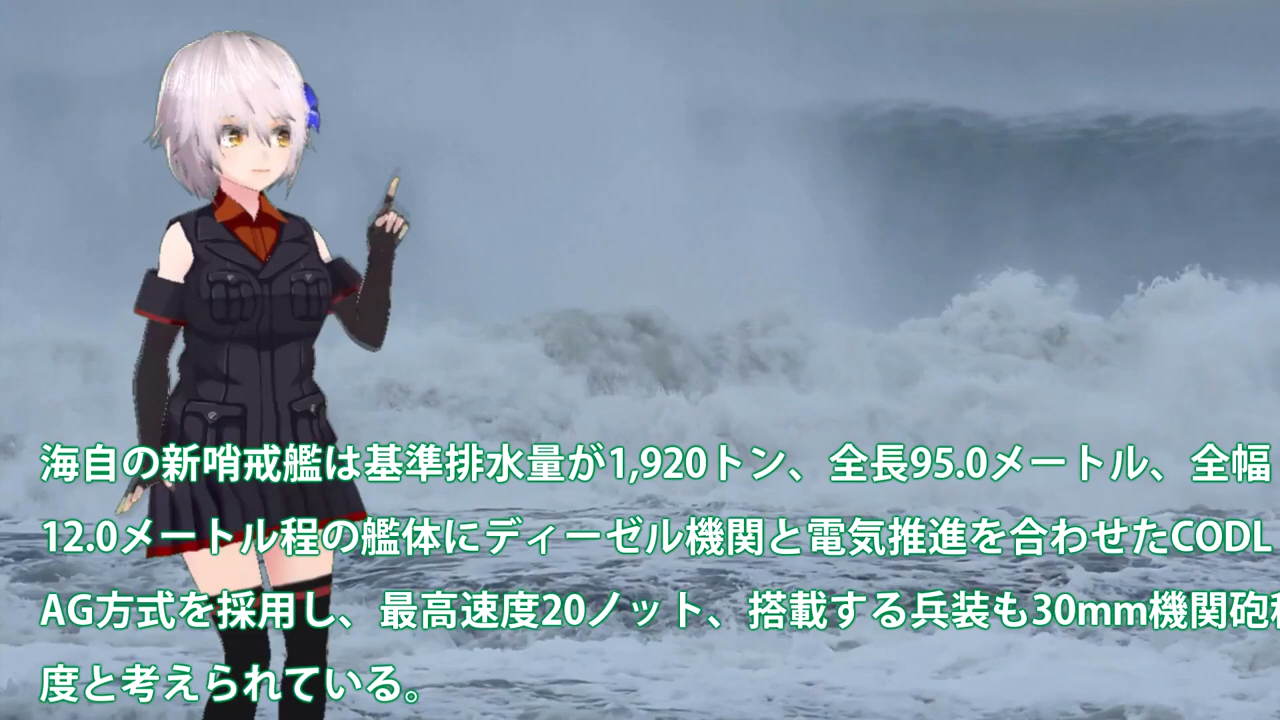 海自の新哨戒艦は基準排水量が1,920トン、全長95.0メートル、全幅
12.0メートル程の艦体にディーゼル機関と電気推進を合わせたCODL
AG方式を採用し、最高速度20ノット、搭載する兵装も30mm機関砲程
度と考えられている。